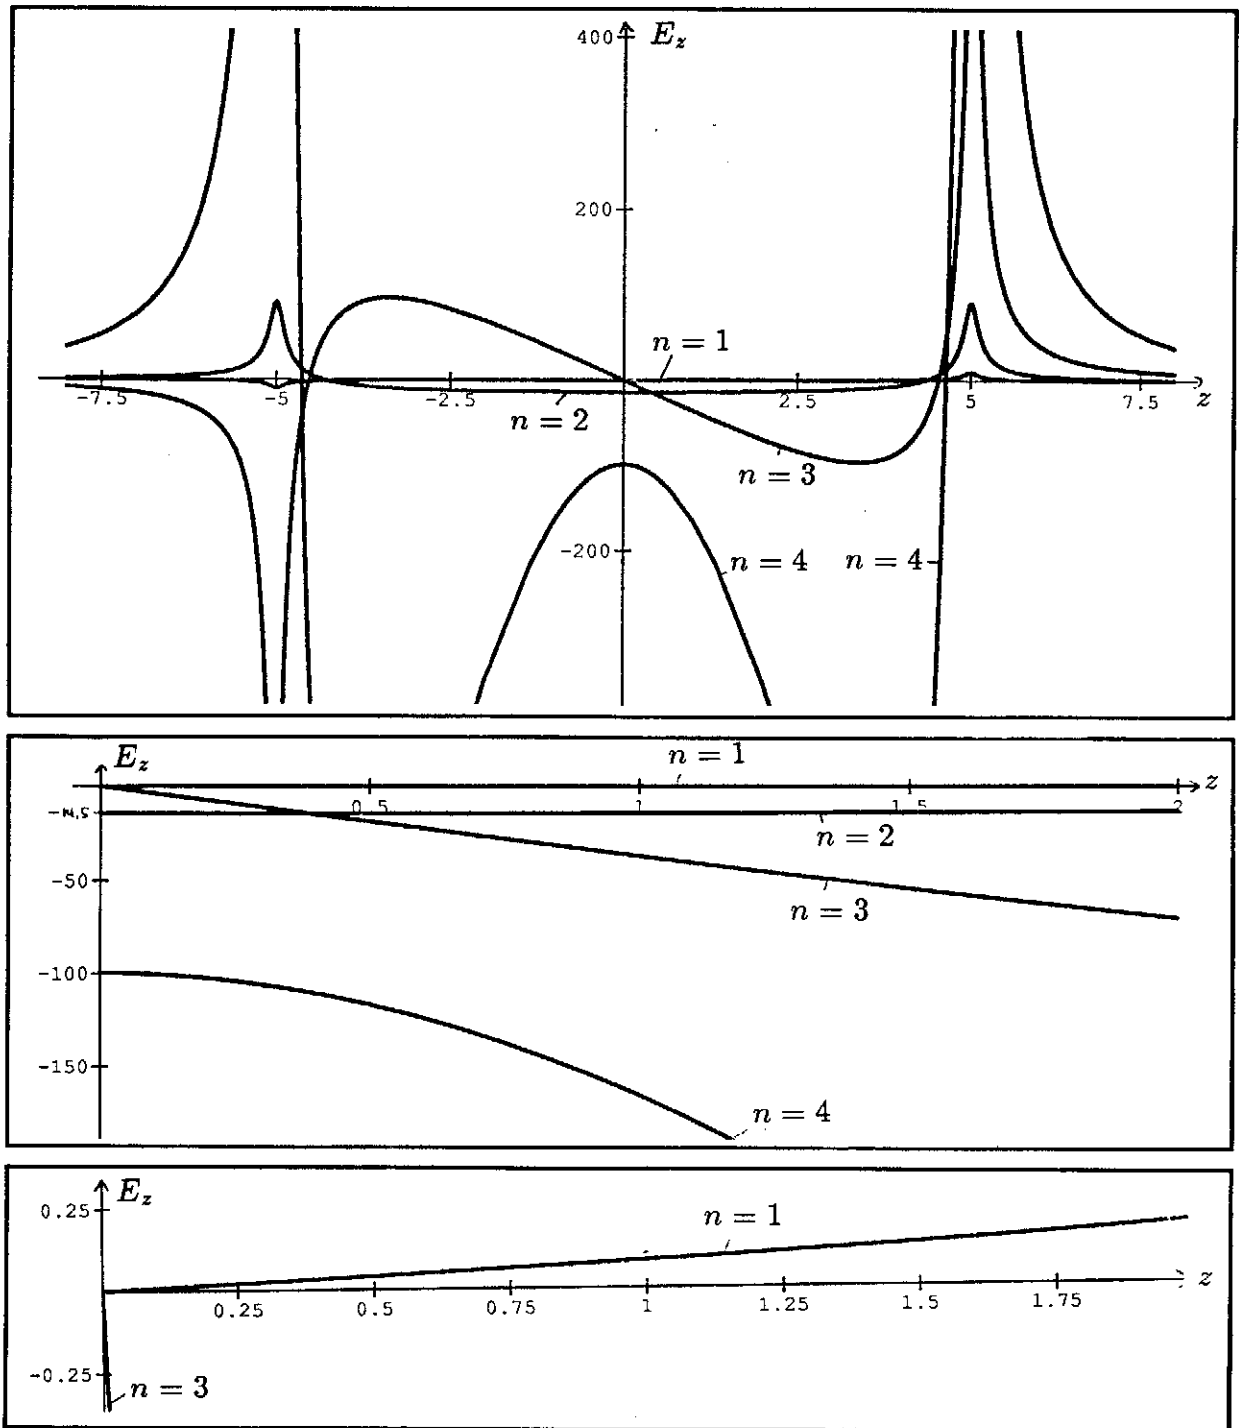 400 E_z
200
n = 1
-7.5 -5 -2.5 2.5 5 7.5 z
n = 2
n = 3
-200 n = 4 n = 4
E_z n = 1
0.5 1 1.5 2 z
-14.5
n = 2
-50
n = 3
-100
-150
n = 4
E_z
0.25 n = 1
z
0.25 0.5 0.75 1 1.25 1.5 1.75
-0.25
n = 3